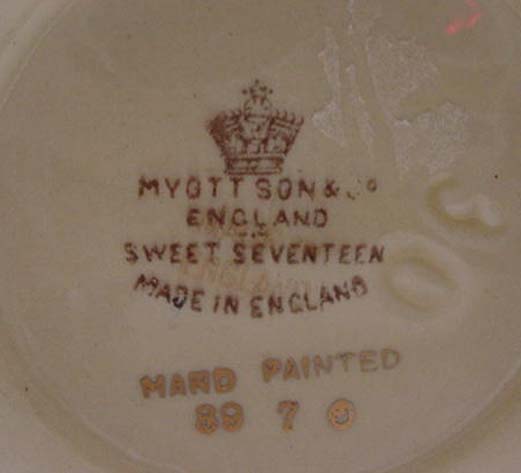 MYOTT SON & Co
ENGLAND
SWEET SEVENTEEN
MADE IN ENGLAND
HAND PAINTED
89 7